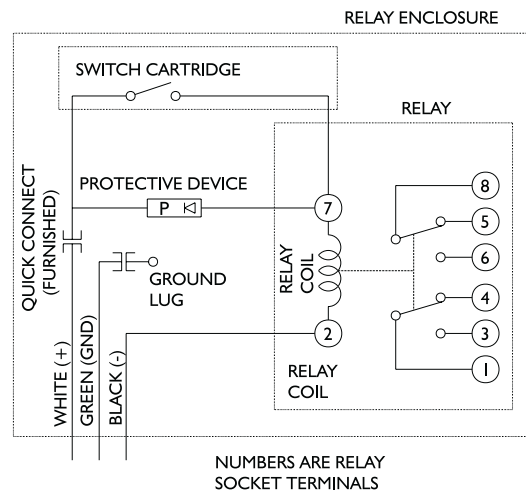 RELAY ENCLOSURE
SWITCH CARTRIDGE
RELAY
PROTECTIVE DEVICE
P
QUICK CONNECT
(FURNISHED)
GROUND
LUG
RELAY
COIL
7
2
8
5
6
4
3
1
RELAY
COIL
WHITE (+)
GREEN (GND)
BLACK (-)
NUMBERS ARE RELAY
SOCKET TERMINALS